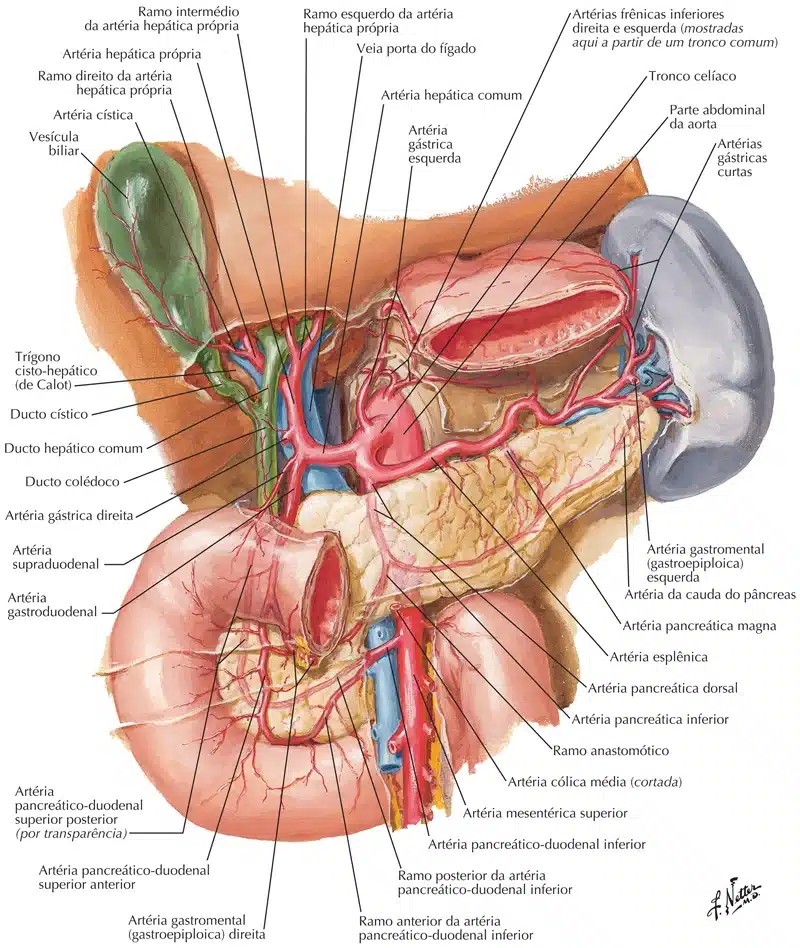 Ramo intermédio
da artéria hepática própria
Artéria hepática própria
Ramo direito da artéria
hepática própria
Artéria cística
Vesícula
biliar
Ramo esquerdo da artéria
hepática própria
Veia porta do fígado
Artéria hepática comum
Artéria
gástrica
esquerda
Artérias frênicas inferiores
direita e esquerda (mostradas
aqui a partir de um tronco comum)
Tronco celíaco
Parte abdominal
da aorta
Artérias
gástricas
curtas
Trígono
cisto-hepático
(de Calot)
Ducto cístico
Ducto hepático comum
Ducto colédoco
Artéria gástrica direita
Artéria
supraduodenal
Artéria
gastroduodenal
Artéria gastromental
(gastroepiploica)
esquerda
Artéria da cauda do pâncreas
Artéria pancreática magna
Artéria esplênica
Artéria pancreática dorsal
Artéria pancreática inferior
Ramo anastomótico
Artéria cólica média (cortada)
Artéria mesentérica superior
Artéria pancreático-duodenal inferior
Ramo posterior da artéria
pancreático-duodenal inferior
Ramo anterior da artéria
pancreático-duodenal inferior
Artéria
pancreático-duodenal
superior posterior
(por transparência)
Artéria pancreático-duodenal
superior anterior
Artéria gastromental
(gastroepiploica) direita
F. Netter
M.D.